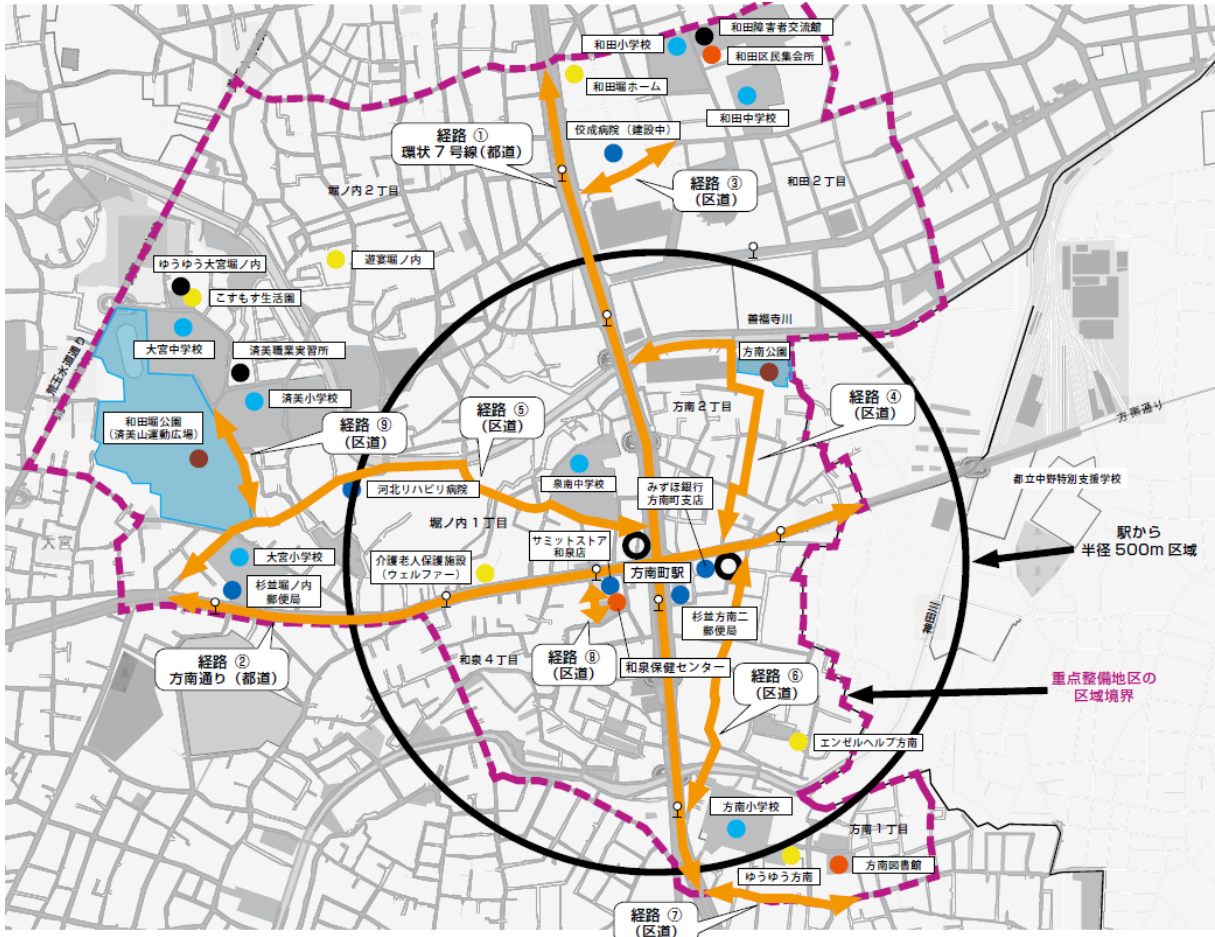 和田障害者交流館
和田小学校
和田区民集会所
和田堀ホーム
和田中学校
経路 ①
環状7号線(都道)
佼成病院（建設中）
堀ノ内2丁目
経路 ③
(区道)
和田2丁目
遊宴堀ノ内
ゆうゆう大宮堀ノ内
こすもす生活園
大宮中学校
済美職業実習所
善福寺川
方南公園
荒玉水道通り
済美小学校
方南2丁目
経路 ④
(区道)
和田堀公園
（済美山運動広場）
経路 ⑨
(区道)
経路 ⑤
(区道)
方南通り
泉南中学校
みずほ銀行
方南町支店
都立中野特別支援学校
河北リハビリ病院
堀ノ内1丁目
サミットストア
和泉店
駅から
半径500m区域
大宮
大宮小学校
介護老人保護施設
（ウェルファー）
方南町駅
杉並堀ノ内
郵便局
杉並方南二
郵便局
神田川
経路 ②
方南通り（都道）
和泉4丁目
経路 ⑧
(区道)
和泉保健センター
経路 ⑥
(区道)
重点整備地区の
区域境界
エンゼルヘルプ方南
方南小学校
方南1丁目
ゆうゆう方南
方南図書館
経路 ⑦
(区道)